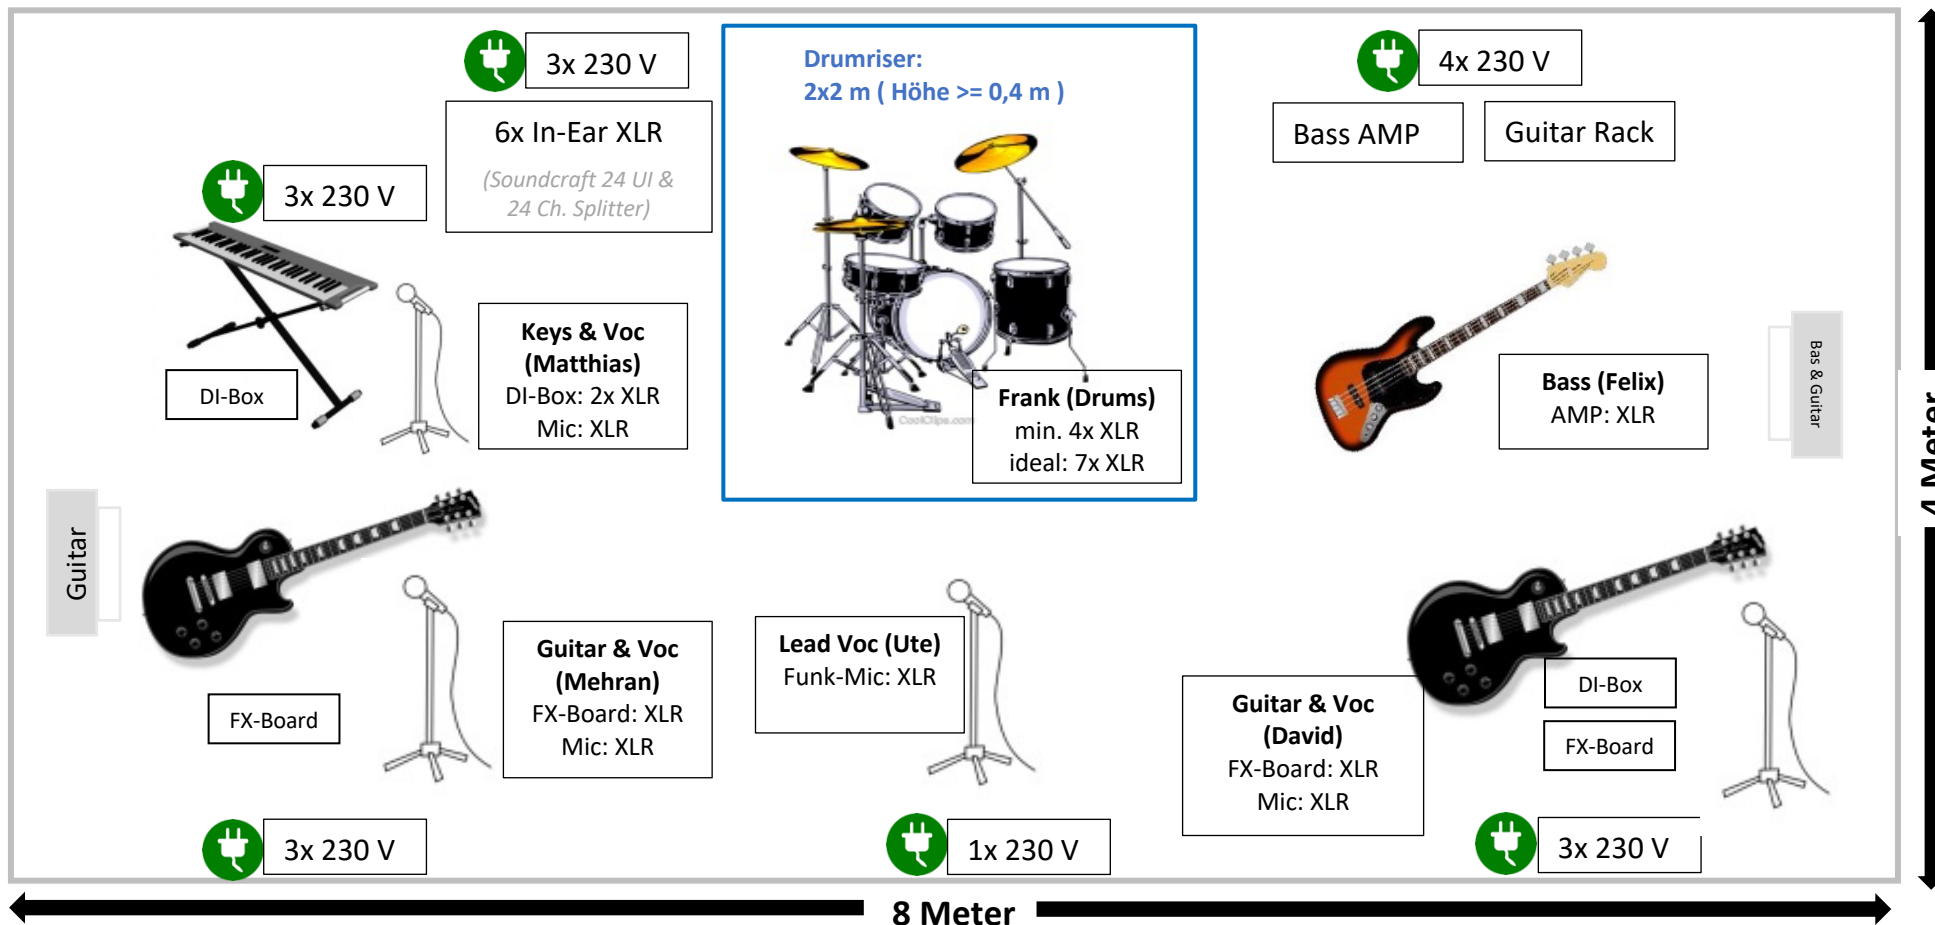 3x 230 V
Drumriser:
2x2 m ( Höhe >= 0,4 m )
4x 230 V
6x In-Ear XLR
(Soundcraft 24 UI &
24 Ch. Splitter)
Bass AMP
Guitar Rack
3x 230 V
Keys & Voc
(Matthias)
DI-Box: 2x XLR
Mic: XLR
DI-Box
Frank (Drums)
min. 4x XLR
ideal: 7x XLR
CoolClips.com
Bass (Felix)
AMP: XLR
Bas & Guitar
4 Meter
Guitar
Guitar & Voc
(Mehran)
FX-Board: XLR
Mic: XLR
FX-Board
Lead Voc (Ute)
Funk-Mic: XLR
Guitar & Voc
(David)
FX-Board: XLR
Mic: XLR
DI-Box
FX-Board
3x 230 V
1x 230 V
3x 230 V
8 Meter